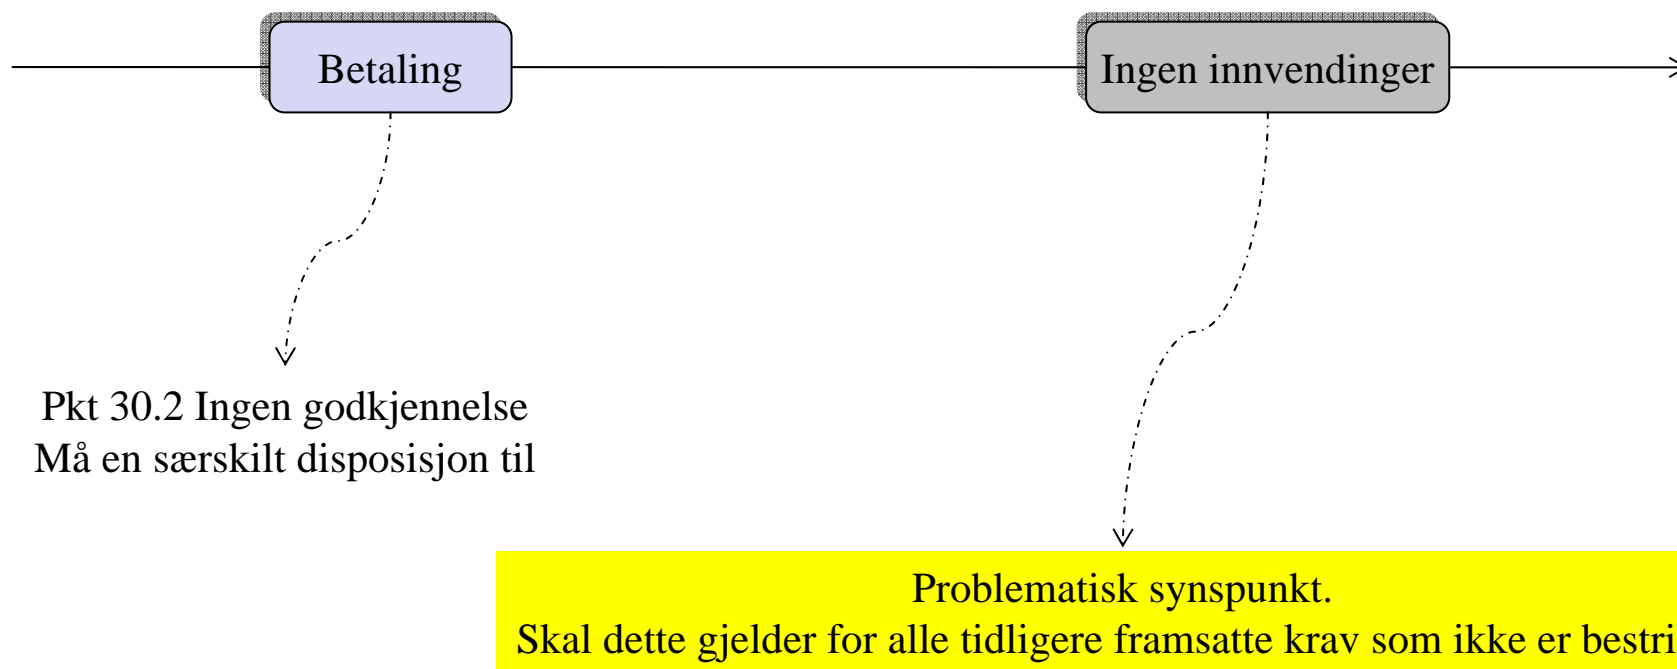 Betaling
Ingen innvendinger
Pkt 30.2 Ingen godkjennelse
Må en særskilt disposisjon til
Problematisk synspunkt.
Skal dette gjelder for alle tidligere framsatte krav som ikke er bestri